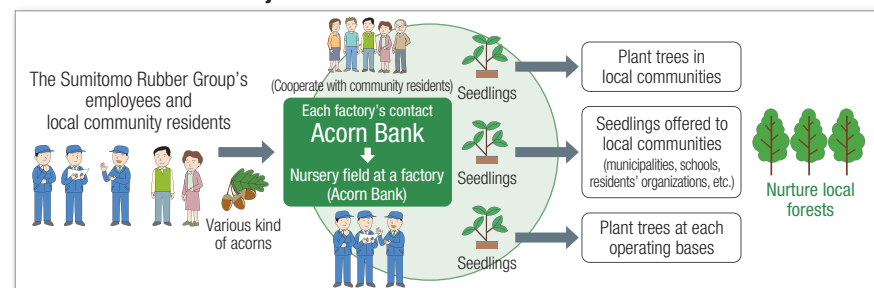 The Sumitomo Rubber Group's
employees and
local community residents
Various kind
of acorns
(Cooperate with community residents)
Each factory's contact
Acorn Bank
Nursery field at a factory
(Acorn Bank)
Seedlings
Seedlings
Seedlings
Plant trees in
local communities
Seedlings offered to
local communities
(municipalities, schools,
residents' organizations, etc.)
Plant trees at each
operating bases
Nurture local
forests